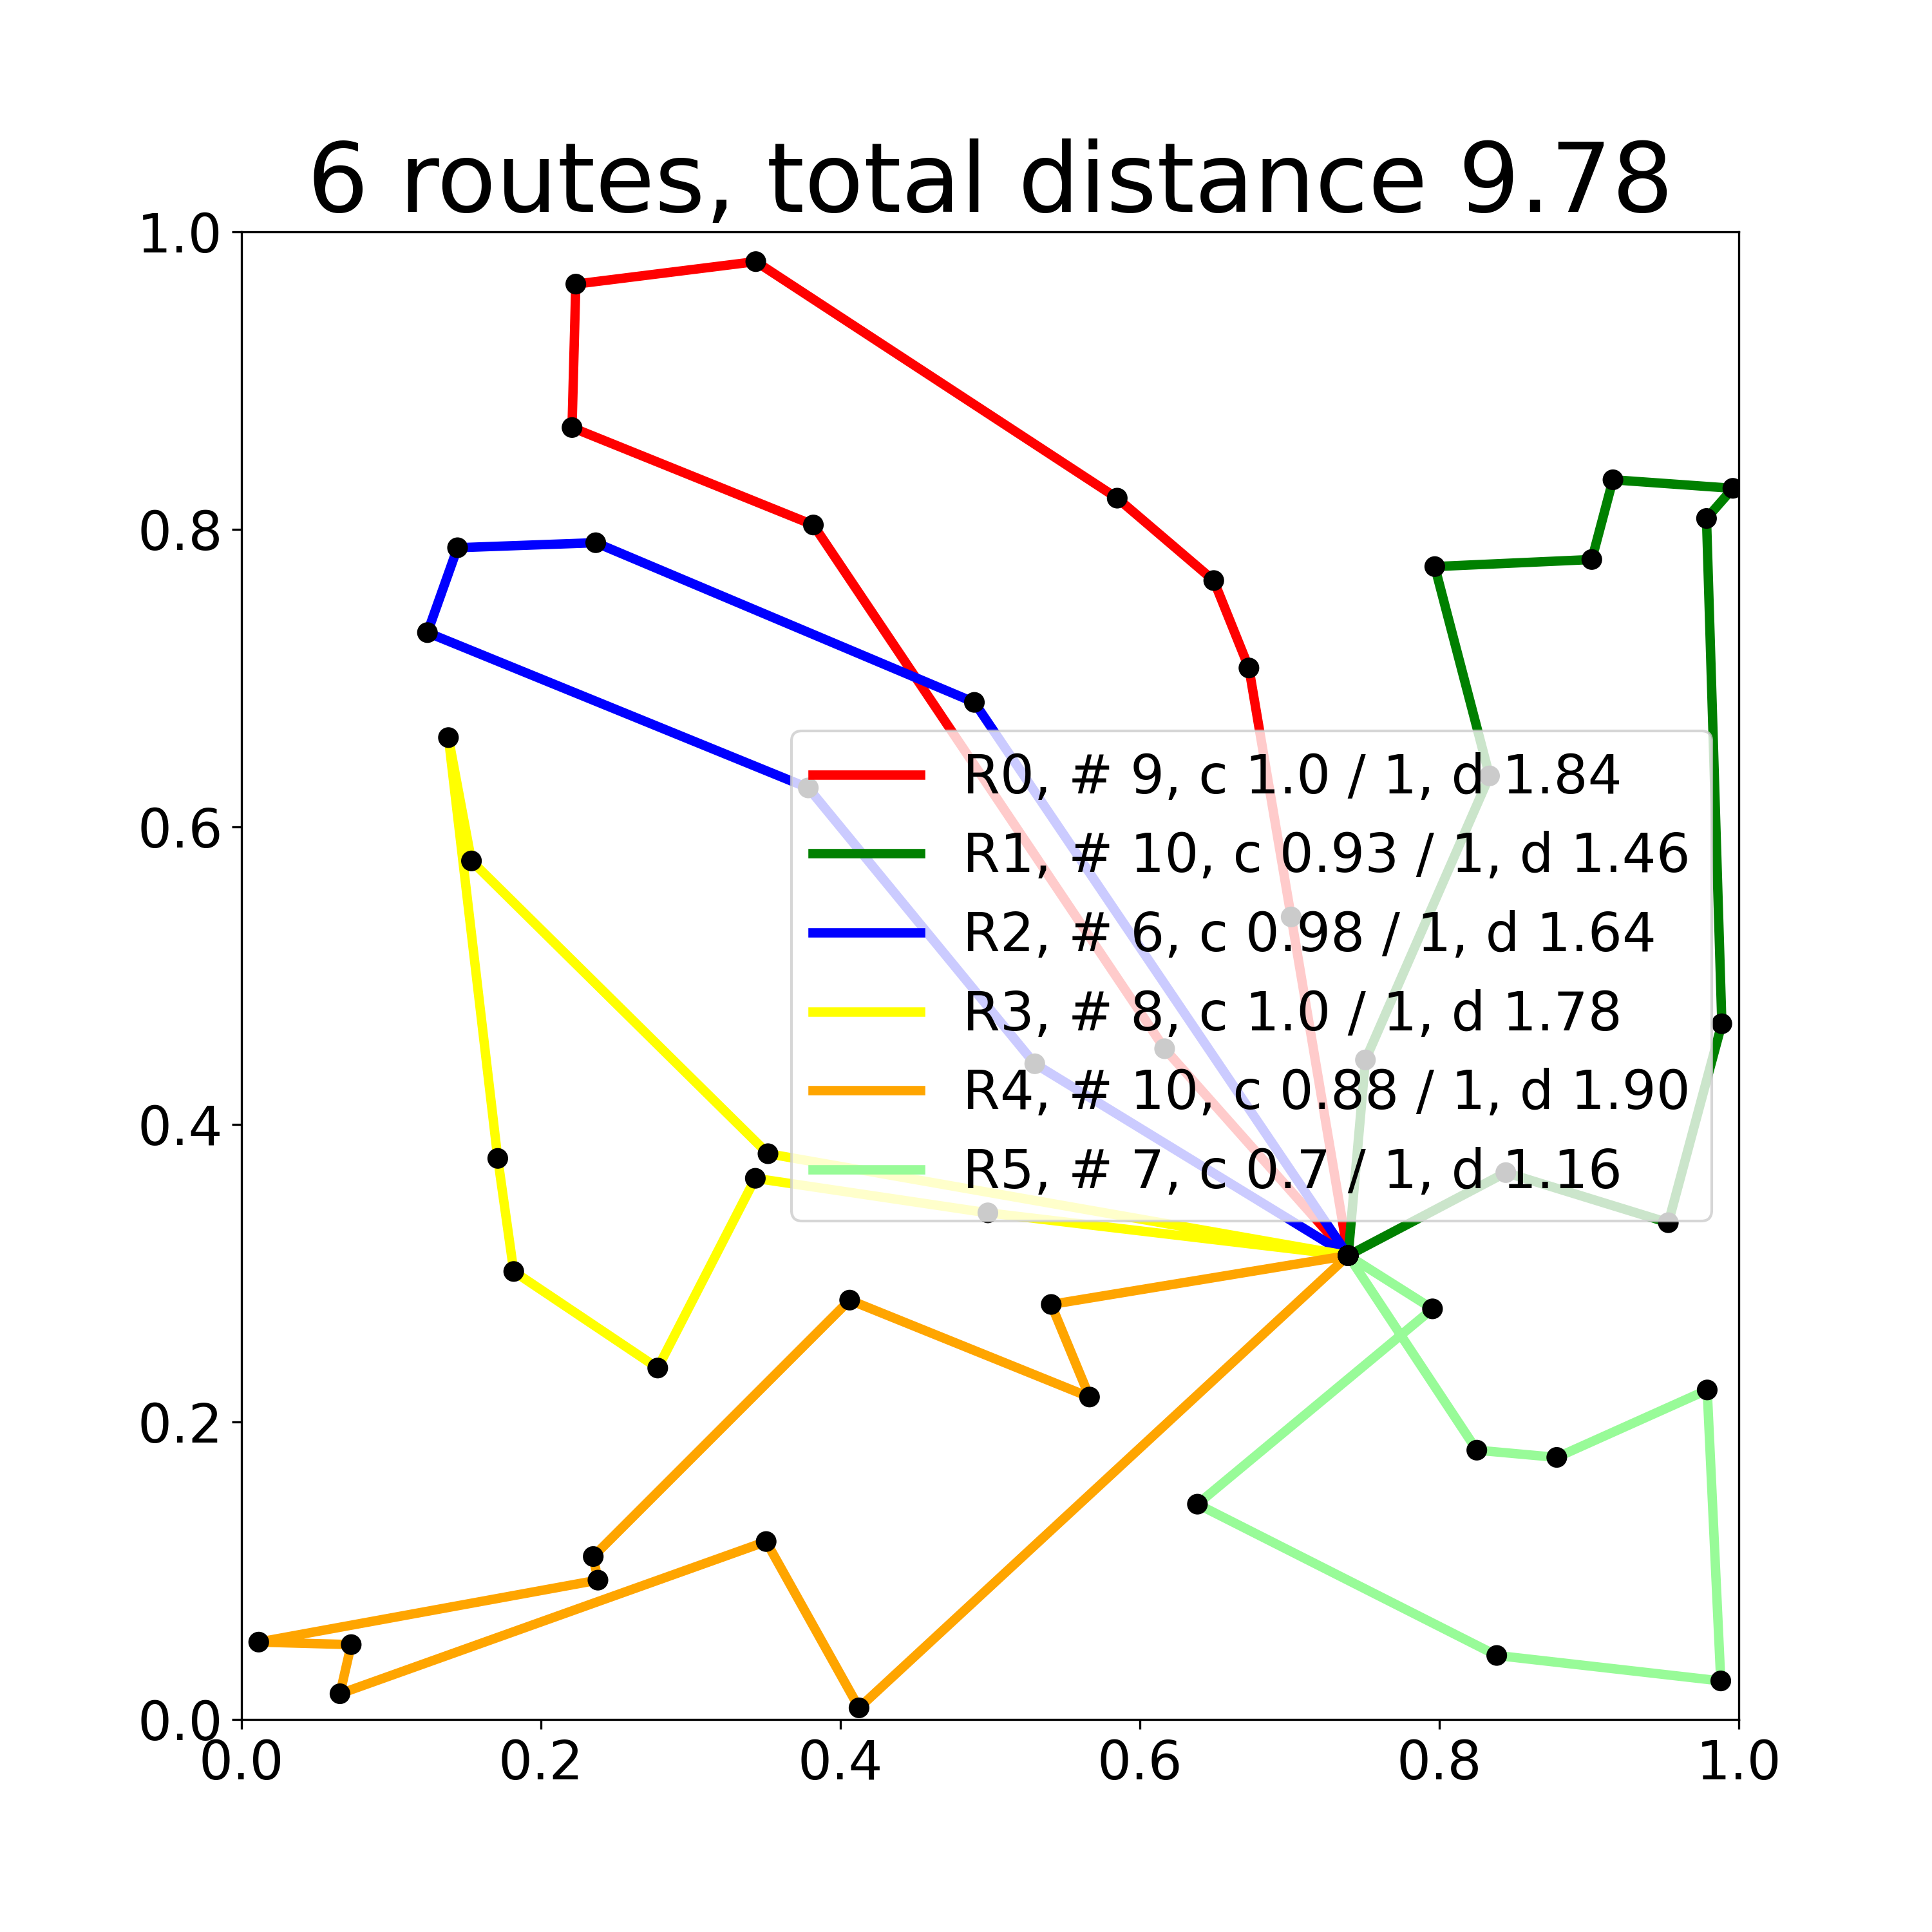 6 routes, total distance 9.78
1.0
0.8
0.6
0.4
0.2
0.0
R0, # 9, c 1.0 / 1, d 1.84
R1, # 10, c 0.93 / 1, d 1.46
R2, # 6, c 0.98 / 1, d 1.64
R3, # 8, c 1.0 / 1, d 1.78
R4, # 10, c 0.88 / 1, d 1.90
R5, # 7, c 0.7 / 1, d 1.16
0.0 0.2 0.4 0.6 0.8 1.0